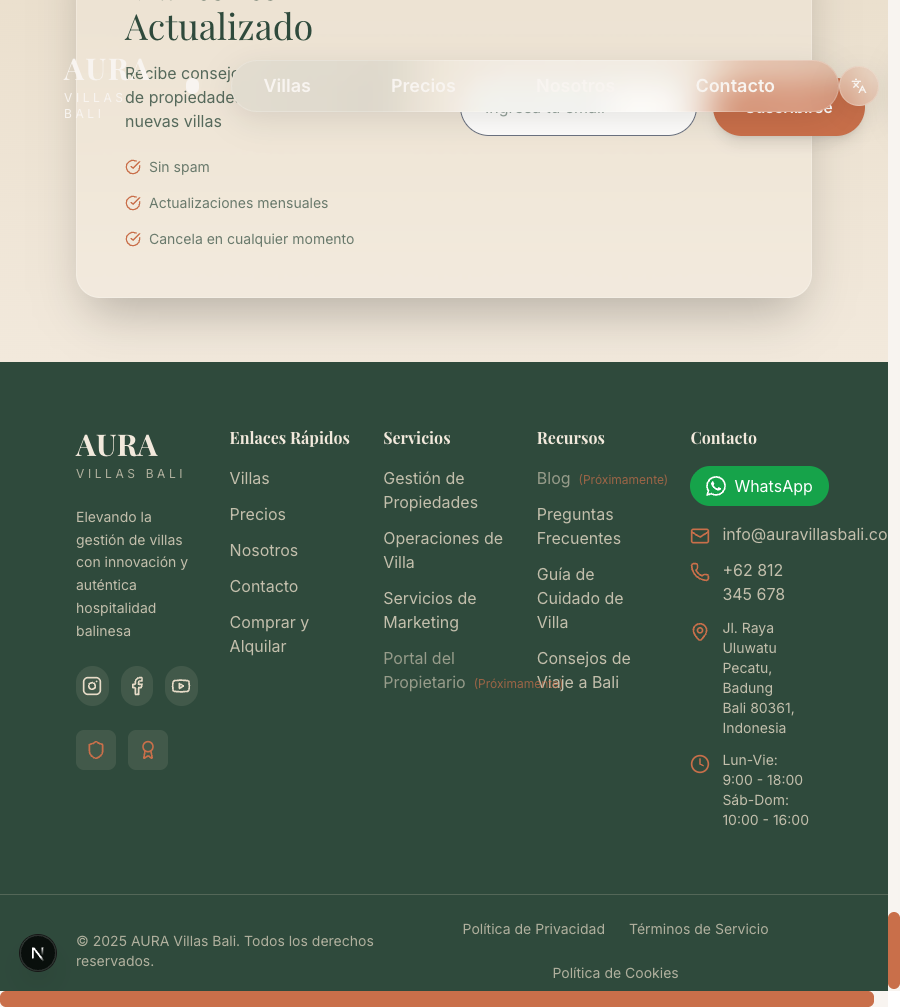 Actualizado
AURA
VILLAS
BALI
Recibe consejo
de propiedade
nuevas villas
Villas
Precios
Nosotros
Contacto
Ingresa tu email
Suscribirse
Sin spam
Actualizaciones mensuales
Cancela en cualquier momento
AURA
VILLAS BALI
Elevando la
gestión de villas
con innovación y
auténtica
hospitalidad
balinesa
Enlaces Rápidos
Villas
Precios
Nosotros
Contacto
Comprar y
Alquilar
Servicios
Gestión de
Propiedades
Operaciones de
Villa
Servicios de
Marketing
Portal del
Propietario (Próximamente)
Recursos
Blog (Próximamente)
Preguntas
Frecuentes
Guía de
Cuidado de
Villa
Consejos de
Viaje a Bali
Contacto
WhatsApp
info@auravillasbali.co
+62 812
345 678
Jl. Raya
Uluwatu
Pecatu,
Badung
Bali 80361,
Indonesia
Lun-Vie:
9:00 - 18:00
Sáb-Dom:
10:00 - 16:00
© 2025 AURA Villas Bali. Todos los derechos
reservados.
Política de Privacidad
Términos de Servicio
Política de Cookies